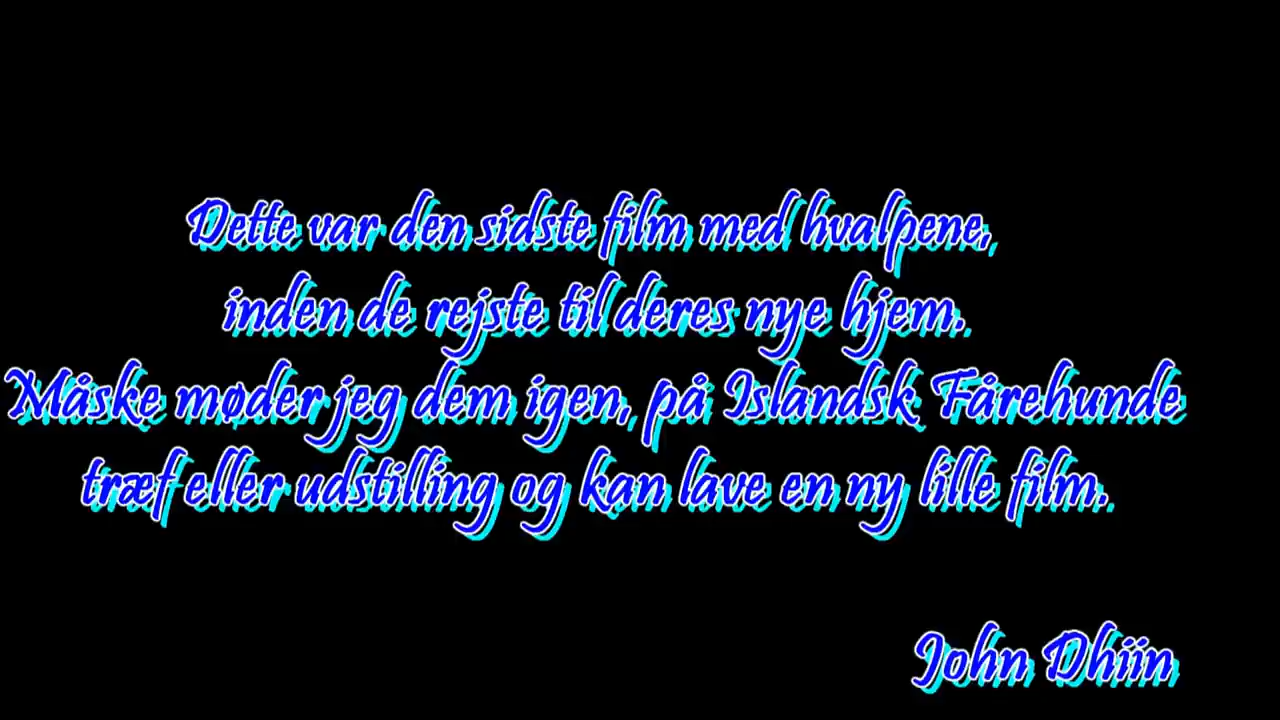 Dette var den sidste film med hvalpene,
inden de rejste til deres nye hjem.
Måske møder jeg dem igen, på Islandsk Fårehunde
træf eller udstilling og kan lave en ny lille film.
John Dhiin